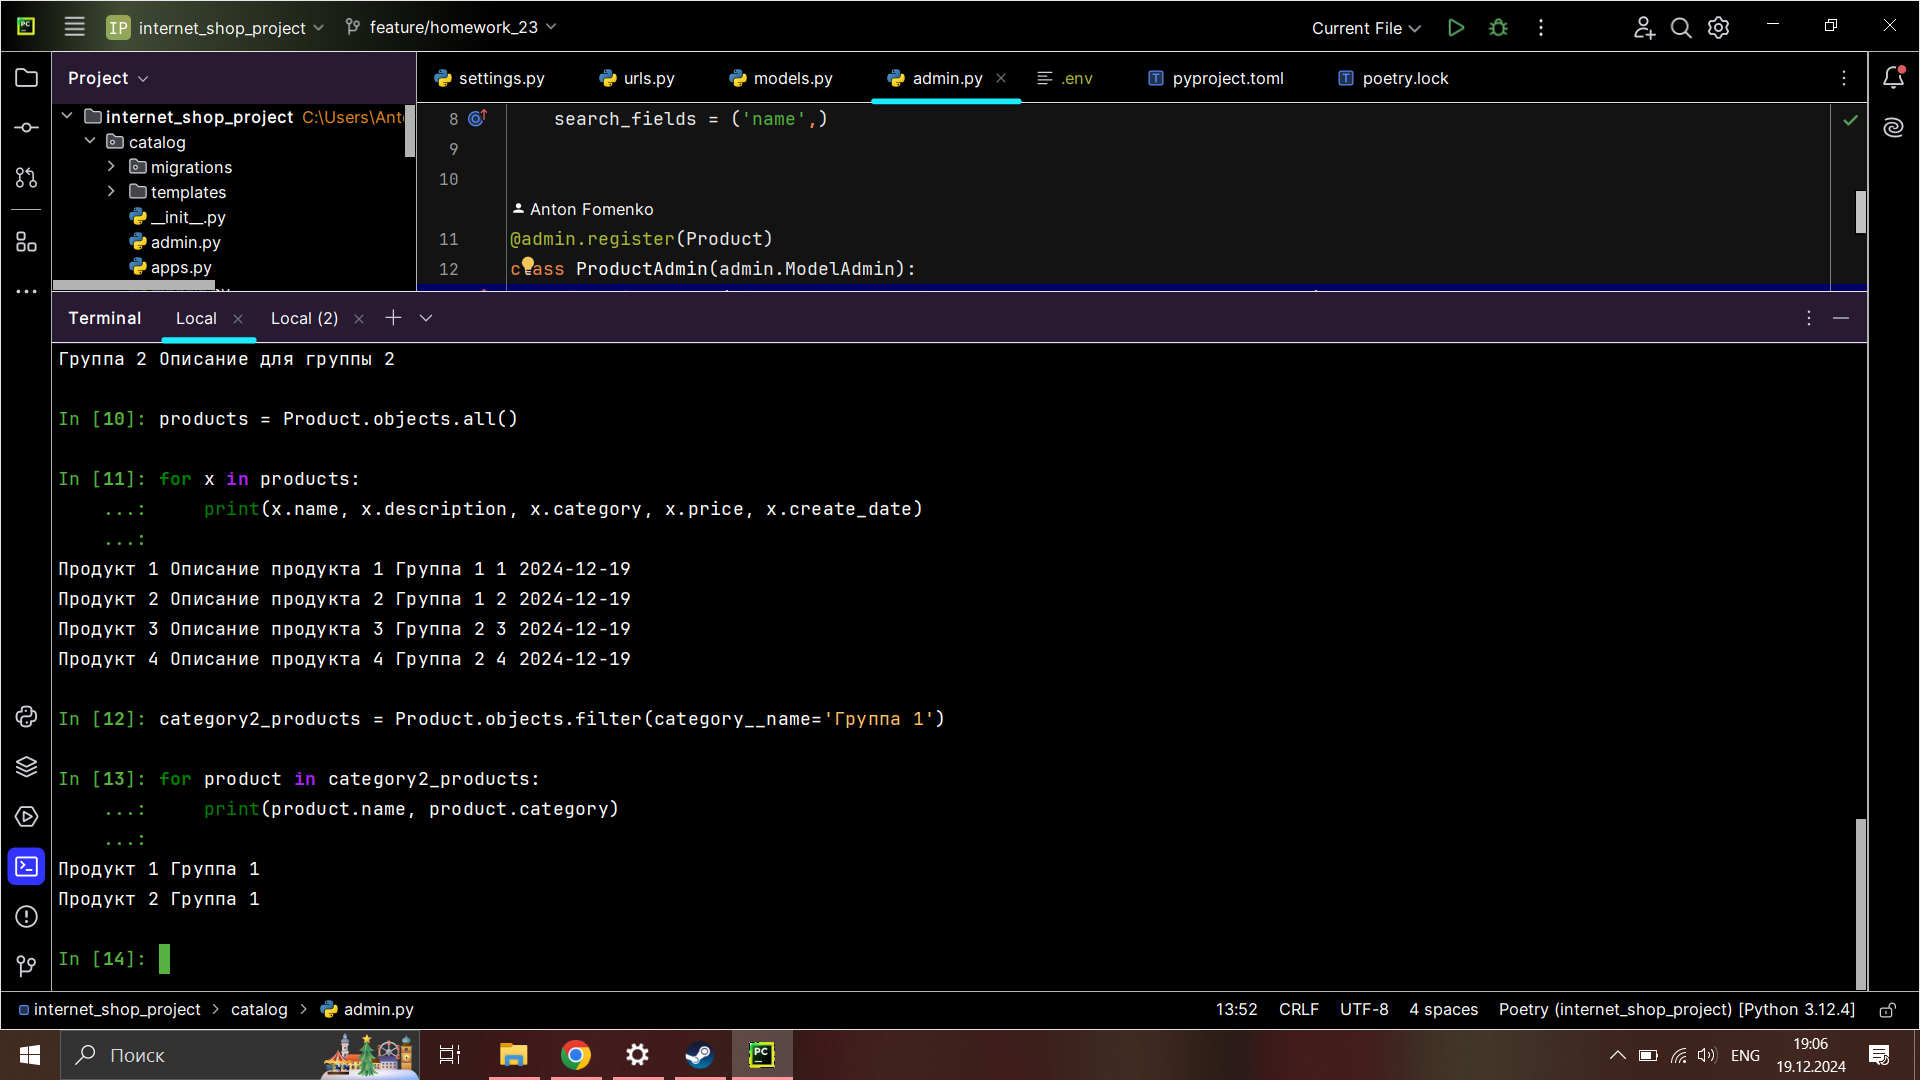 PC
IP internet_shop_project feature/homework_23 Current File
Project
settings.py urls.py models.py admin.py .env pyproject.toml poetry.lock
internet_shop_project C:\Users\Ant
catalog
migrations
templates
__init__.py
admin.py
apps.py
8 search_fields = ('name',)
9
10
Anton Fomenko
11 @admin.register(Product)
12 class ProductAdmin(admin.ModelAdmin):
Terminal Local Local (2)
Группа 2 Описание для группы 2
In [10]: products = Product.objects.all()
In [11]: for x in products:
...: print(x.name, x.description, x.category, x.price, x.create_date)
...:
Продукт 1 Описание продукта 1 Группа 1 1 2024-12-19
Продукт 2 Описание продукта 2 Группа 1 2 2024-12-19
Продукт 3 Описание продукта 3 Группа 2 3 2024-12-19
Продукт 4 Описание продукта 4 Группа 2 4 2024-12-19
In [12]: category2_products = Product.objects.filter(category__name='Группа 1')
In [13]: for product in category2_products:
...: print(product.name, product.category)
...:
Продукт 1 Группа 1
Продукт 2 Группа 1
In [14]:
internet_shop_project > catalog > admin.py 13:52 CRLF UTF-8 4 spaces Poetry (internet_shop_project) [Python 3.12.4]
Поиск PC ENG 19:06
19.12.2024